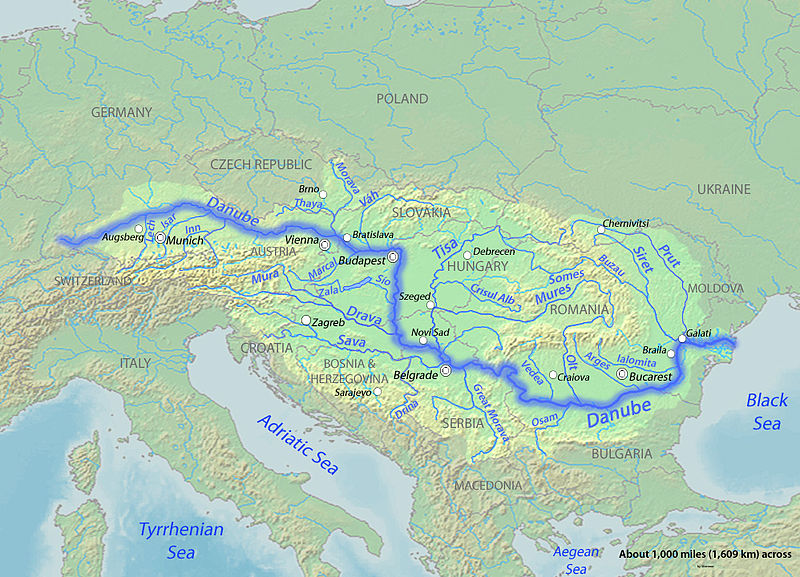 GERMANY
POLAND
CZECH REPUBLIC
UKRAINE
Brno
Morava
Váh
Thaya
SLOVAKIA
Danube
Chernivitsi
Augsberg
Lech
Isar
Inn
Munich
Vienna
Bratislava
AUSTRIA
Budapest
Tisa
Debrecen
HUNGARY
Buzau
Siret
Prut
SWITZERLAND
Mura
Marcal
Zala
Sio
Somes
MOLDOVA
Crisul Alb
Mures
Szeged
ROMANIA
Drava
Zagreb
Novi Sad
Galati
ITALY
CROATIA
Sava
Braila
Ialomita
Arges
Olt
BOSNIA &
HERZEGOVINA
Belgrade
Vedea
Craiova
Bucarest
Sarajevo
Drina
Great Morava
SERBIA
Osam
Danube
Black
Sea
Adriatic Sea
BULGARIA
MACEDONIA
Tyrrhenian
Sea
Aegean
Sea
About 1,000 miles (1,609 km) across